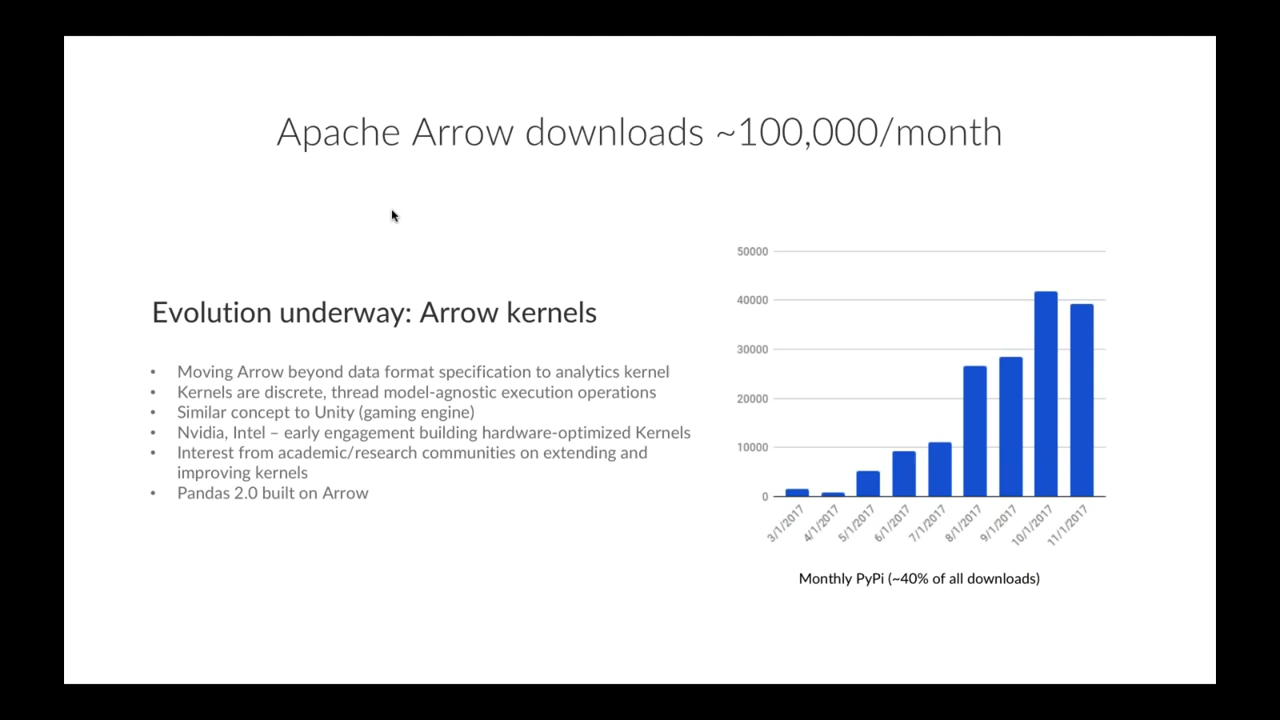 Apache Arrow downloads ~100,000/month
Evolution underway: Arrow kernels
• Moving Arrow beyond data format specification to analytics kernel
• Kernels are discrete, thread model-agnostic execution operations
• Similar concept to Unity (gaming engine)
• Nvidia, Intel – early engagement building hardware-optimized Kernels
• Interest from academic/research communities on extending and
improving kernels
• Pandas 2.0 built on Arrow
50000
40000
30000
20000
10000
0
3/1/2017
4/1/2017
5/1/2017
6/1/2017
7/1/2017
8/1/2017
9/1/2017
10/1/2017
11/1/2017
Monthly PyPi (~40% of all downloads)